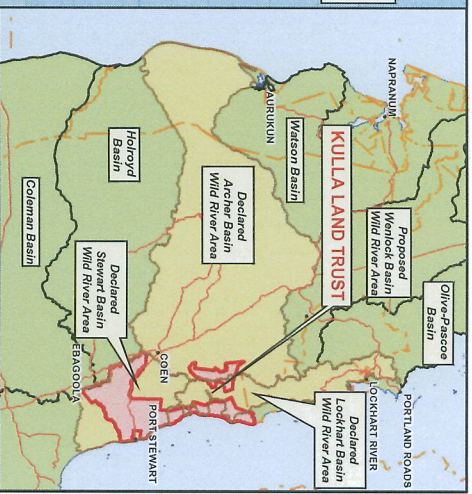 NAPRANUM
AURUKUN
Watson Basin
KULLA LAND TRUST
Proposed
Wenlock Basin
Wild River Area
Olive-Pascoe
Basin
PORTLAND ROADS
LOCKHART RIVER
Declared
Lockhart Basin
Wild River Area
Declared
Archer Basin
Wild River Area
Holroyd
Basin
Declared
Stewart Basin
Wild River Area
COEN
PORT STEWART
EBAGOOLA
Coleman Basin